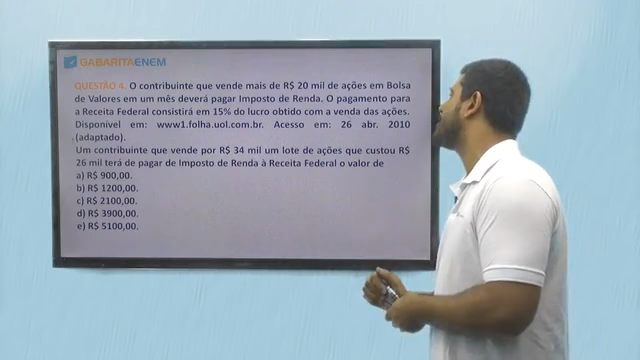 GABARITAENEM
QUESTÃO 4. O contribuinte que vende mais de R$ 20 mil de ações em Bolsa
de Valores em um mês deverá pagar Imposto de Renda. O pagamento para
a Receita Federal consistirá em 15% do lucro obtido com a venda das ações.
Disponível em: www1.folha.uol.com.br. Acesso em: 26 abr. 2010
(adaptado).
Um contribuinte que vende por R$ 34 mil um lote de ações que custou R$
26 mil terá de pagar de Imposto de Renda à Receita Federal o valor de
a) R$ 900,00.
b) R$ 1200,00.
c) R$ 2100,00.
d) R$ 3900,00.
e) R$ 5100,00.